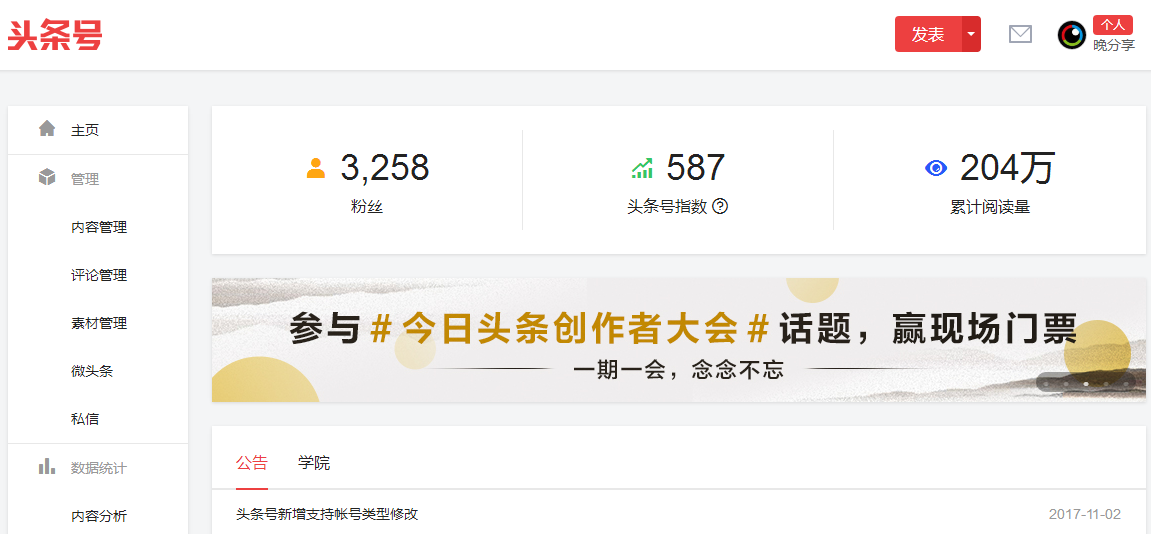 头条号
发表
个人
晚分享
主页
管理
内容管理
评论管理
素材管理
微头条
私信
数据统计
内容分析
3,258
粉丝
587
头条号指数
204万
累计阅读量
参与#今日头条创作者大会#话题，赢现场门票
一期一会，念念不忘
公告 学院
头条号新增支持帐号类型修改 2017-11-02